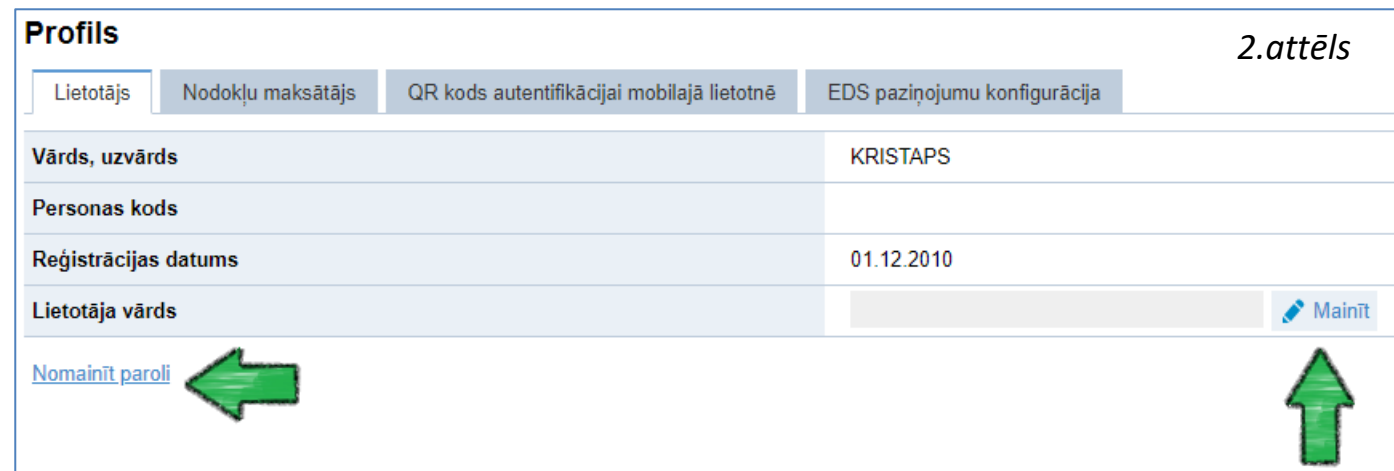 Profils
2.attēls
Lietotājs Nodokļu maksātājs QR kods autentifikācijai mobilajā lietotnē EDS paziņojumu konfigurācija
Vārds, uzvārds KRISTAPS
Personas kods
Reģistrācijas datums 01.12.2010
Lietotāja vārds Mainīt
Nomainīt paroli